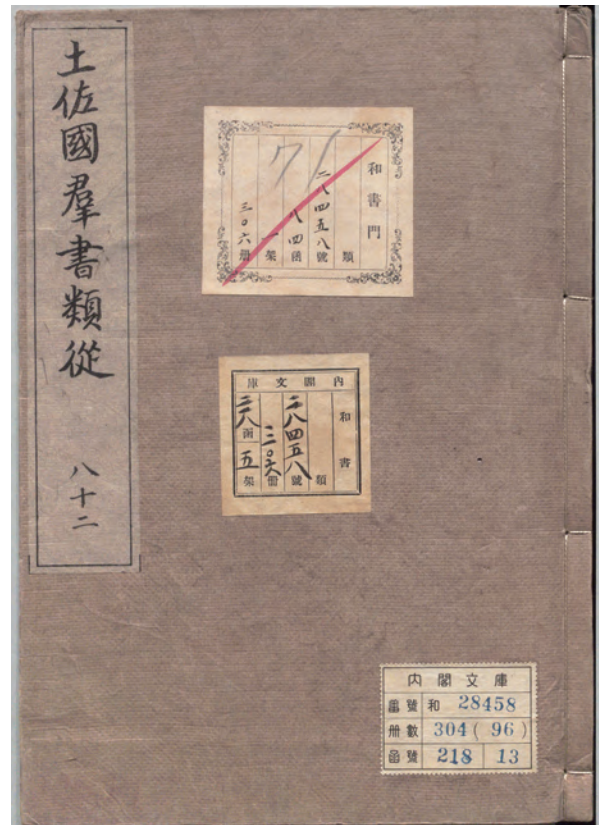 土佐國羣書類從 八十二
和書門
類
二八四五八號
八四函
一架
三〇六冊
71
内閣文庫
和書
類
二八四五八號
三〇六冊
五架
内閣文庫
番號 和 28458
冊數 304 ( 96 )
函號 218 13